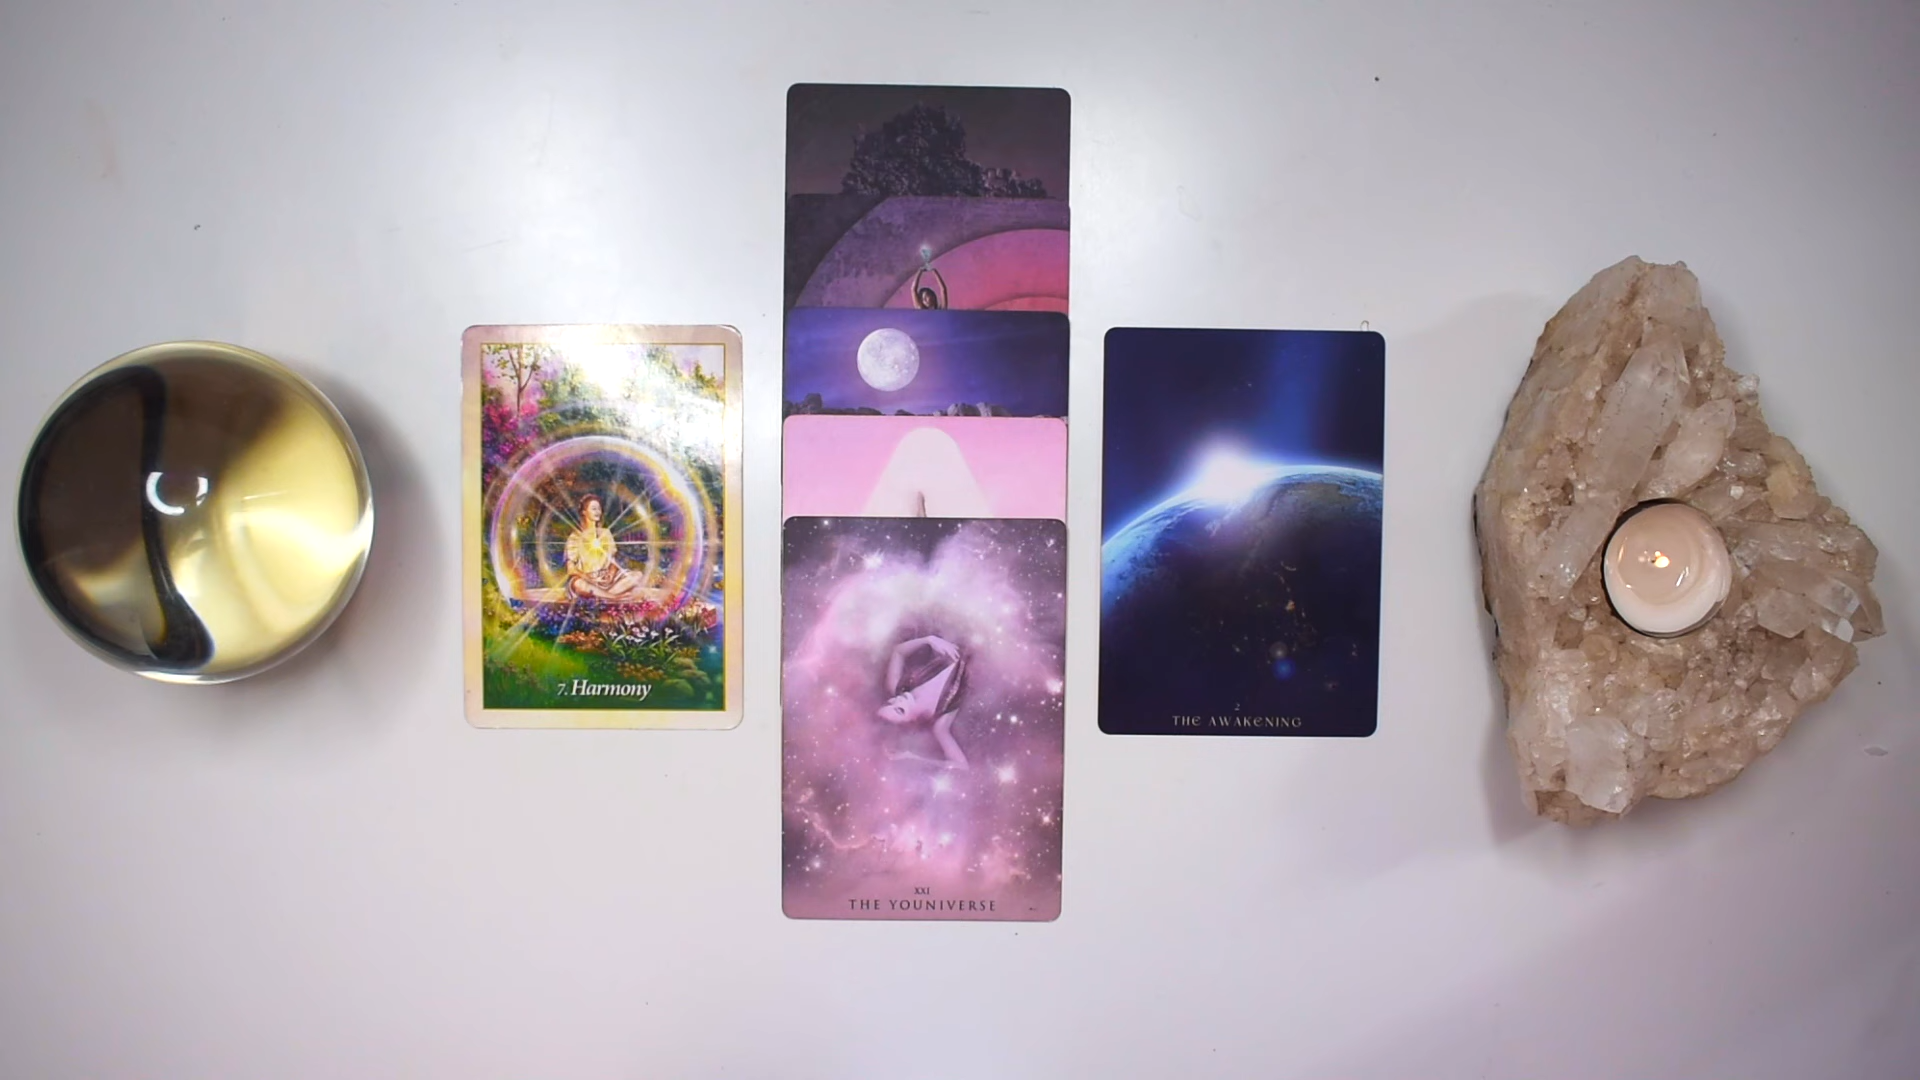 7. Harmony
XXI
THE YOUNIVERSE
2
THE AWAKENING